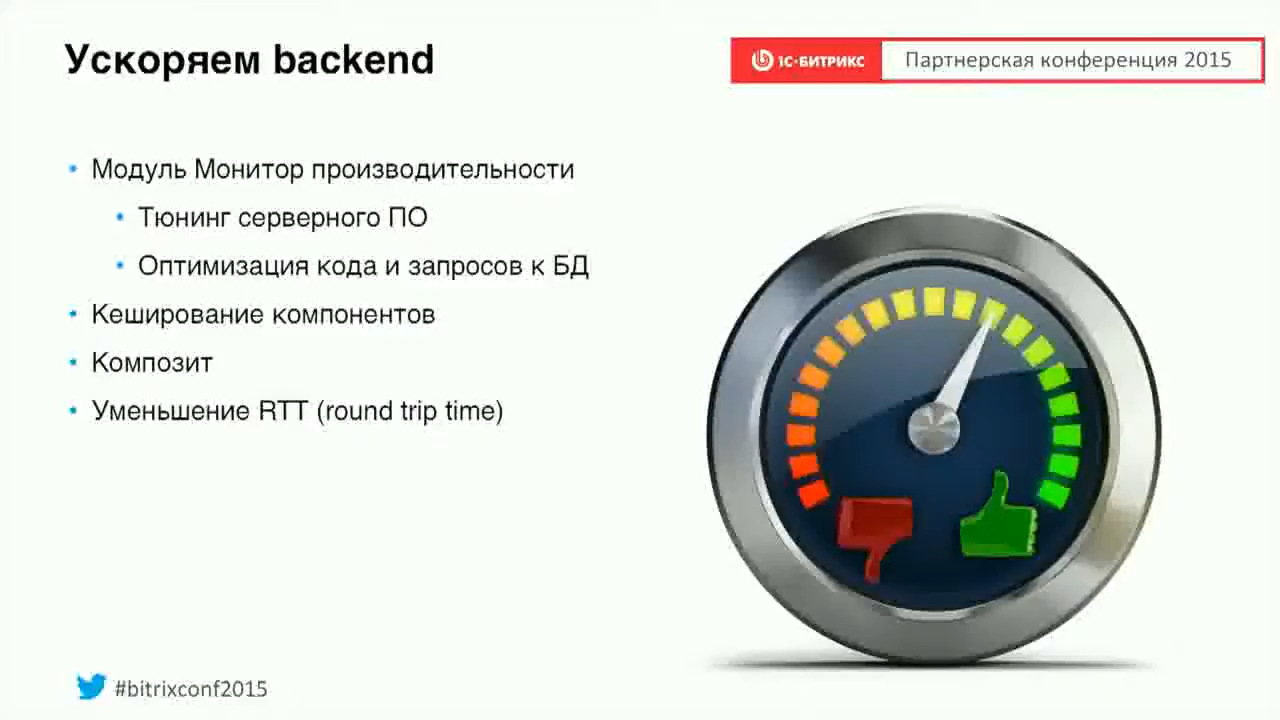 Ускоряем backend
1С-БИТРИКС
Партнерская конференция 2015
Модуль Монитор производительности
Тюнинг серверного ПО
Оптимизация кода и запросов к БД
Кеширование компонентов
Композит
Уменьшение RTT (round trip time)
#bitrixconf2015